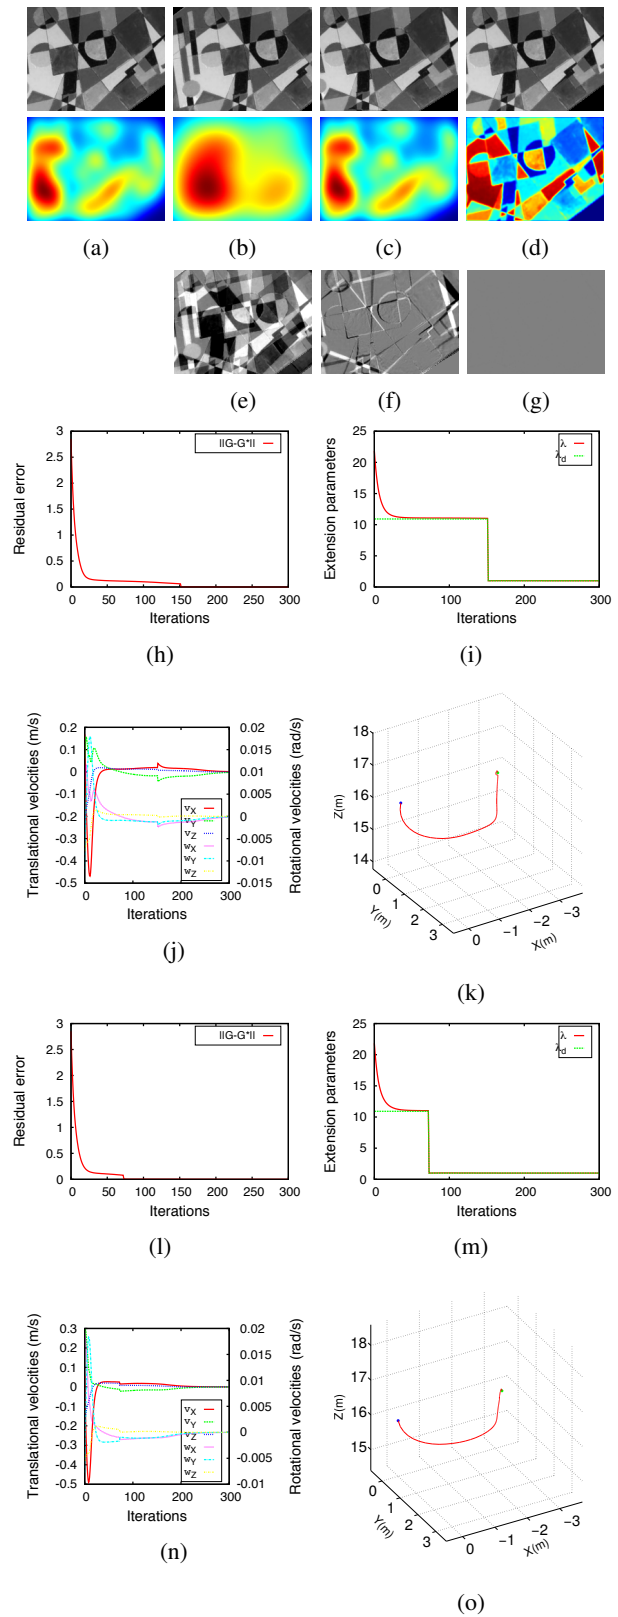 (a) (b) (c) (d)
(e) (f) (g)
3
2.5
2
1.5
1
0.5
0
0 50 100 150 200 250 300
Residual error
Iterations
||G-G*||
(h)
25
20
15
10
5
0
0 100 200 300
Extension parameters
Iterations
λ
λd
(i)
0.2
0.1
0
-0.1
-0.2
-0.3
-0.4
-0.5
0 100 200 300
0.02
0.015
0.01
0.005
0
-0.005
-0.01
-0.015
Translational velocities (m/s)
Rotational velocities (rad/s)
Iterations
vX
vY
vZ
wX
wY
wZ
(j)
18
17
16
15
14
Z(m)
0 1 2 3
Y(m)
0 −1 −2 −3
X(m)
(k)
3
2.5
2
1.5
1
0.5
0
0 50 100 150 200 250 300
Residual error
Iterations
||G-G*||
(l)
25
20
15
10
5
0
0 100 200 300
Extension parameters
Iterations
λ
λd
(m)
0.3
0.2
0.1
0
-0.1
-0.2
-0.3
-0.4
-0.5
0 100 200 300
0.02
0.015
0.01
0.005
0
-0.005
-0.01
Translational velocities (m/s)
Rotational velocities (rad/s)
Iterations
vX
vY
vZ
wX
wY
wZ
(n)
18
17
16
15
Z(m)
0 1 2 3
Y(m)
0 −1 −2 −3
X(m)
(o)